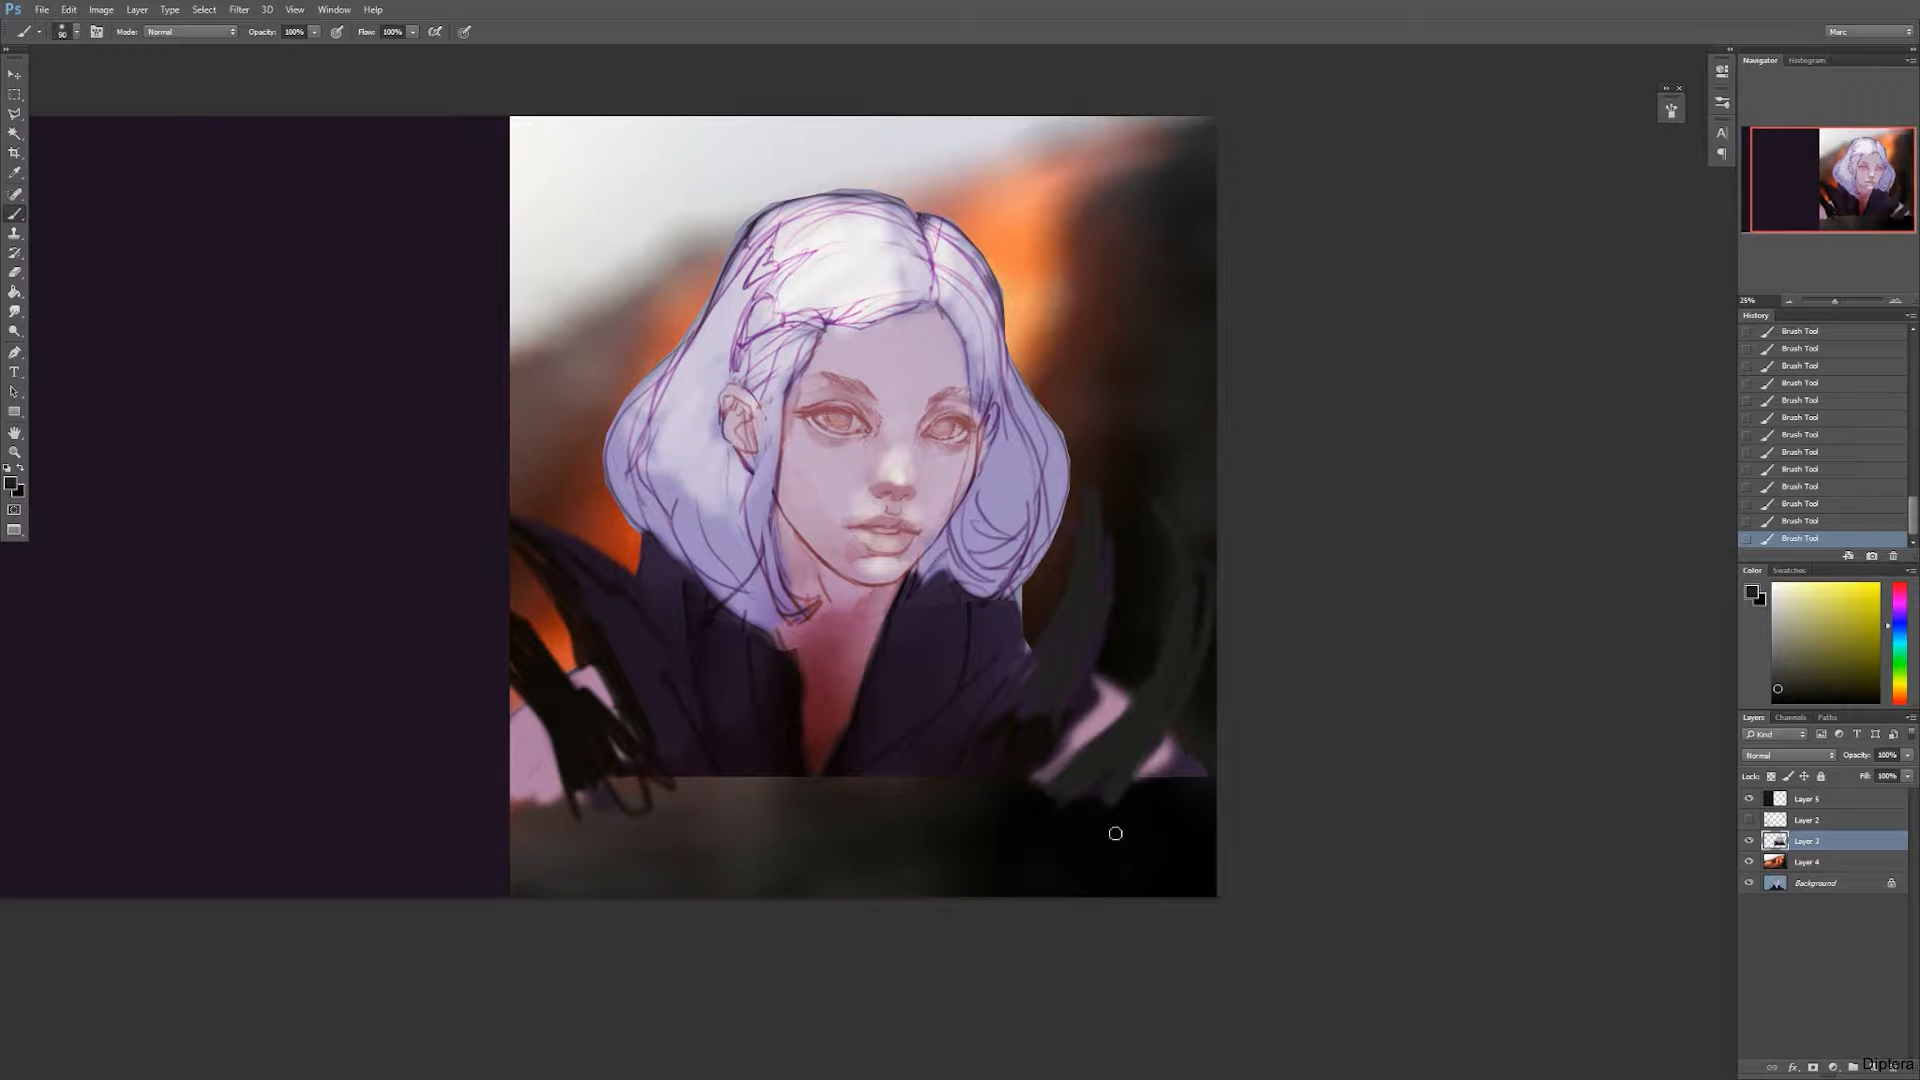 Ps File Edit Image Layer Type Select Filter 3D View Window Help
90 Mode: Normal Opacity: 100% Flow: 100% Marc
Navigator Histogram
25%
History
Brush Tool
Brush Tool
Brush Tool
Brush Tool
Brush Tool
Brush Tool
Brush Tool
Brush Tool
Brush Tool
Brush Tool
Brush Tool
Brush Tool
Brush Tool
Color Swatches
Layers Channels Paths
Kind
Normal Opacity: 100%
Lock: Fill: 100%
Layer 5
Layer 2
Layer 3
Layer 4
Background
Diptera